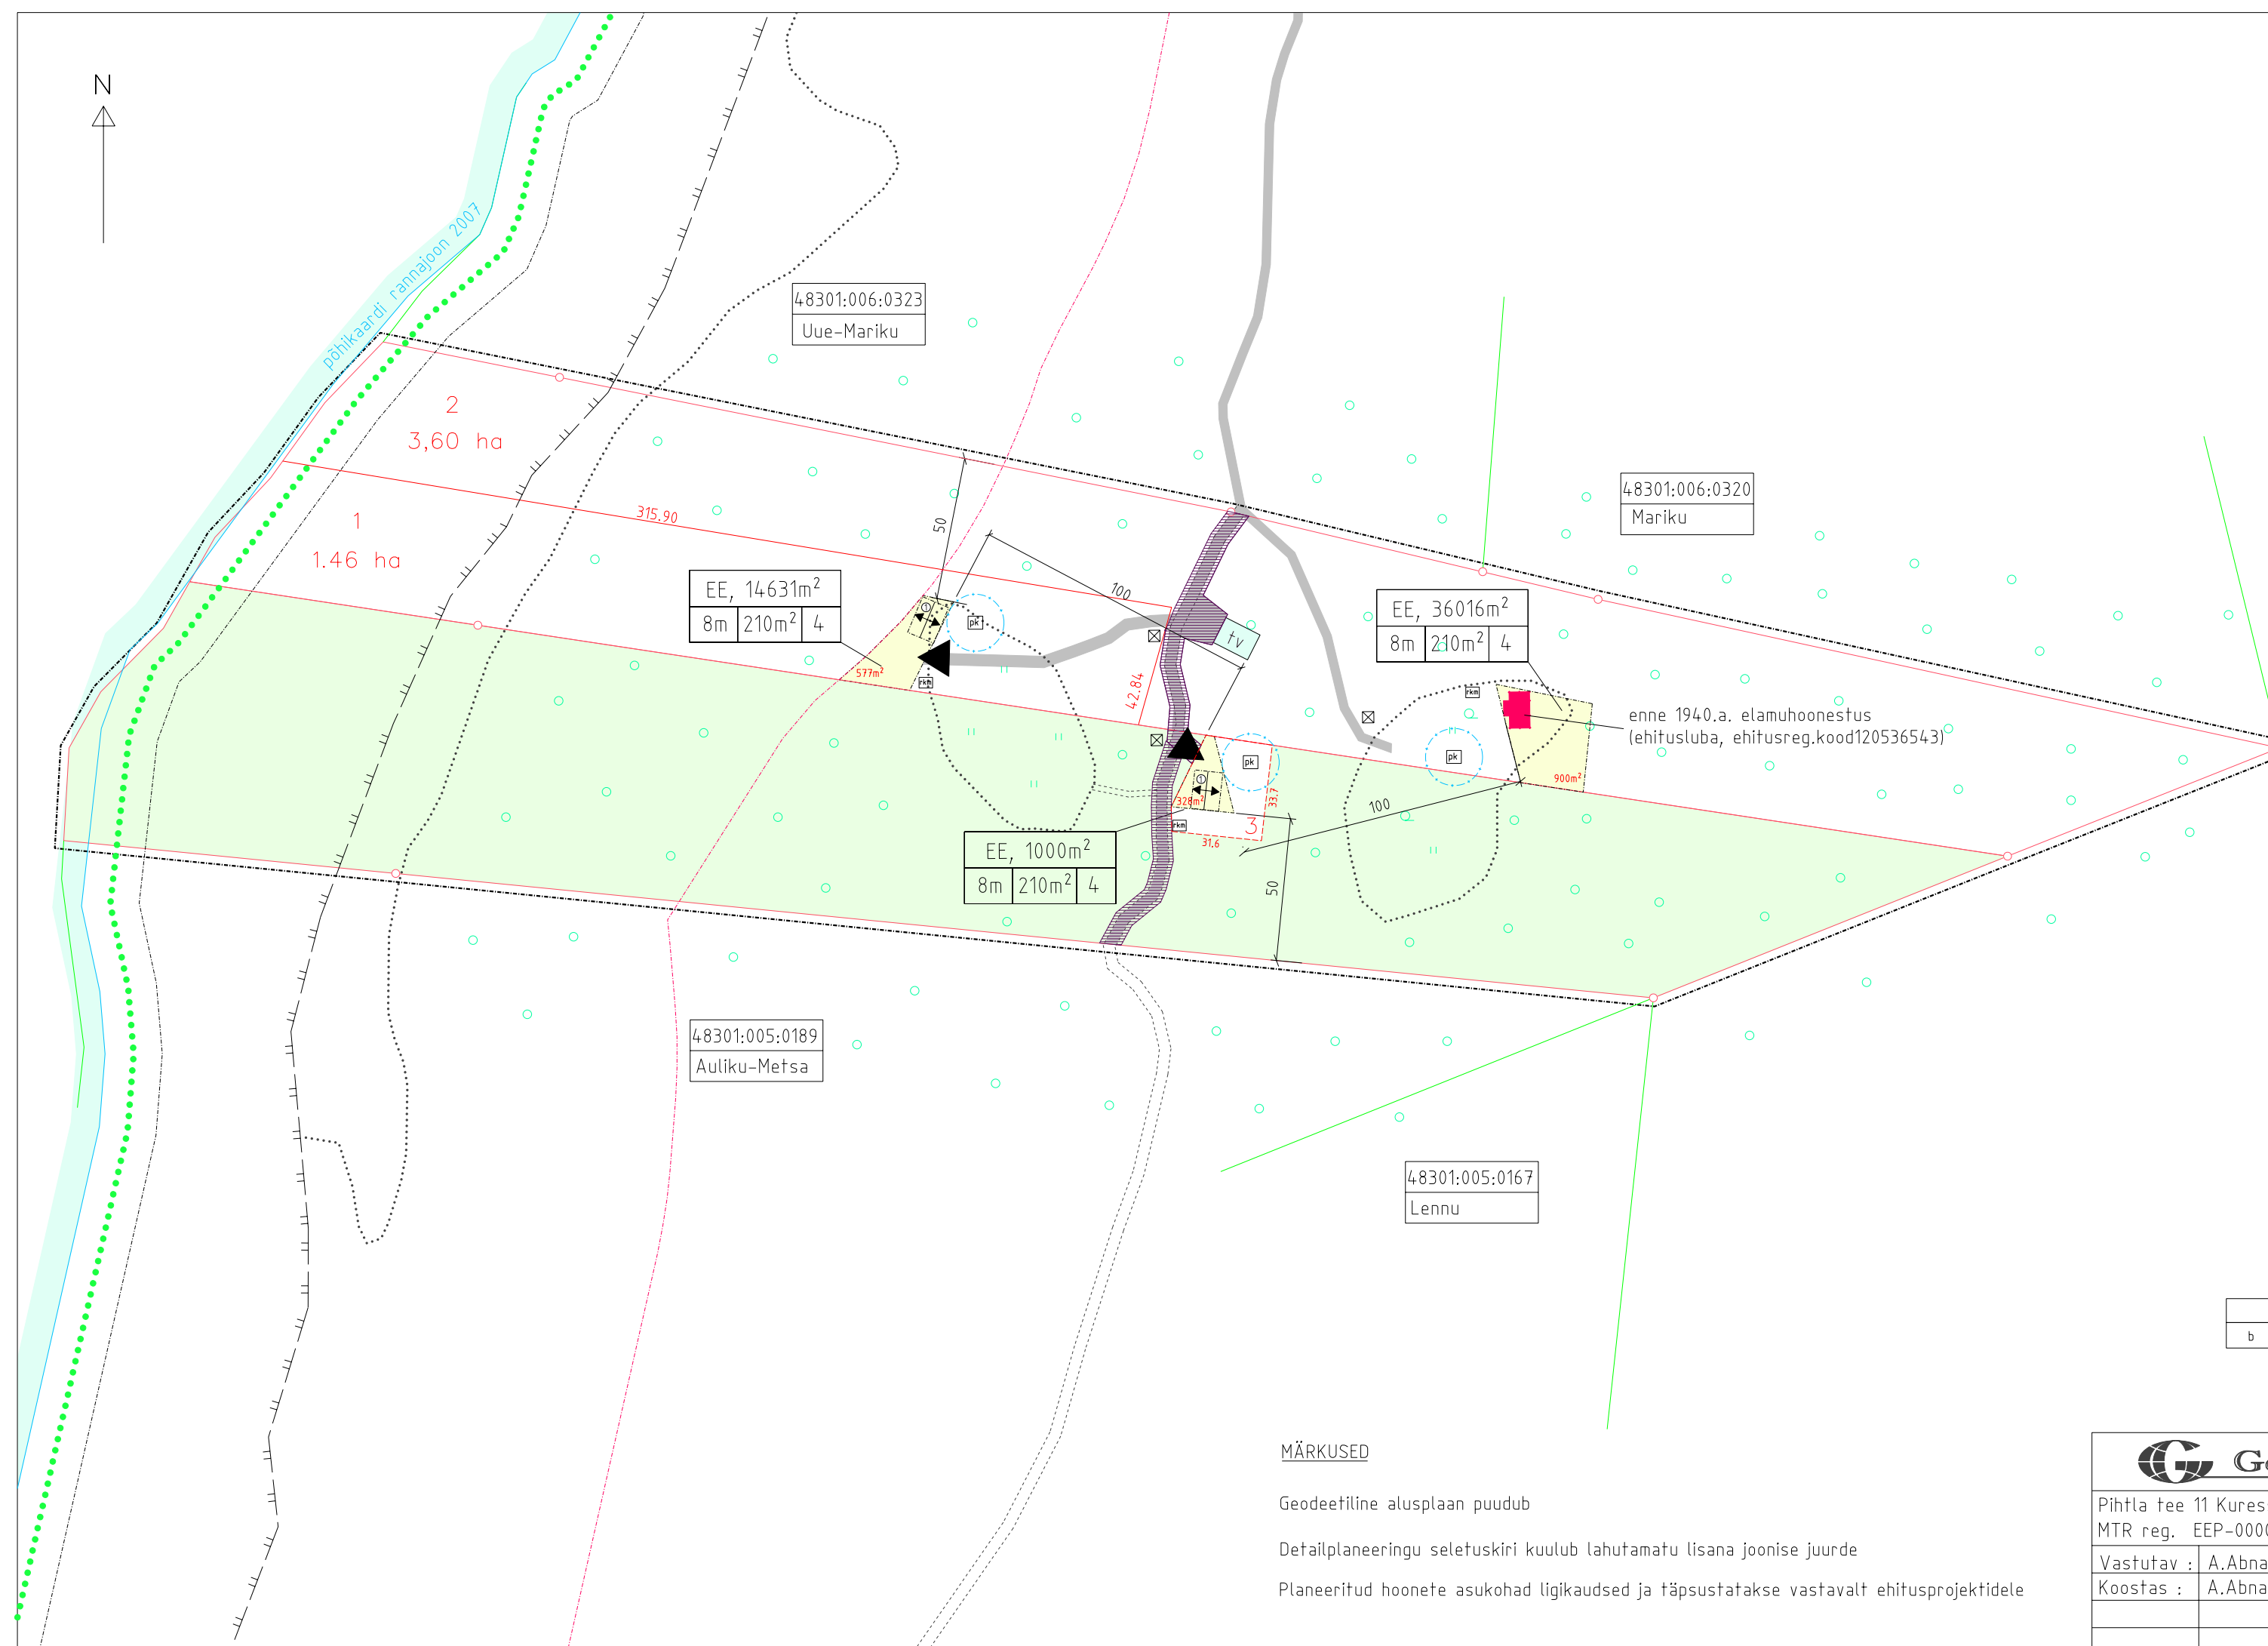 N
põhikaardi rannajoon 2007
48301:006:0323
Uue-Mariku
2
3,60 ha
1
1.46 ha
315.90
50
100
48301:006:0320
Mariku
EE, 14631m²
8m 210m² 4
577m²
1
pk
rkm
tv
42.84
EE, 36016m²
8m 210m² 4
rkm
enne 1940.a. elamuhoonestus
(ehitusluba, ehitusreg.kood120536543)
900m²
pk
pk
1
328m²
33.7
3
rkm
31,6
100
50
EE, 1000m²
8m 210m² 4
48301:005:0189
Auliku-Metsa
48301:005:0167
Lennu
b
MÄRKUSED
Geodeetiline alusplaan puudub
Detailplaneeringu seletuskiri kuulub lahutamatu lisana joonise juurde
Planeeritud hoonete asukohad ligikaudsed ja täpsustatakse vastavalt ehitusprojektidele
G
Pihtla tee 11 Kures
MTR reg. EEP-000
Vastutav : A.Abna
Koostas : A.Abna